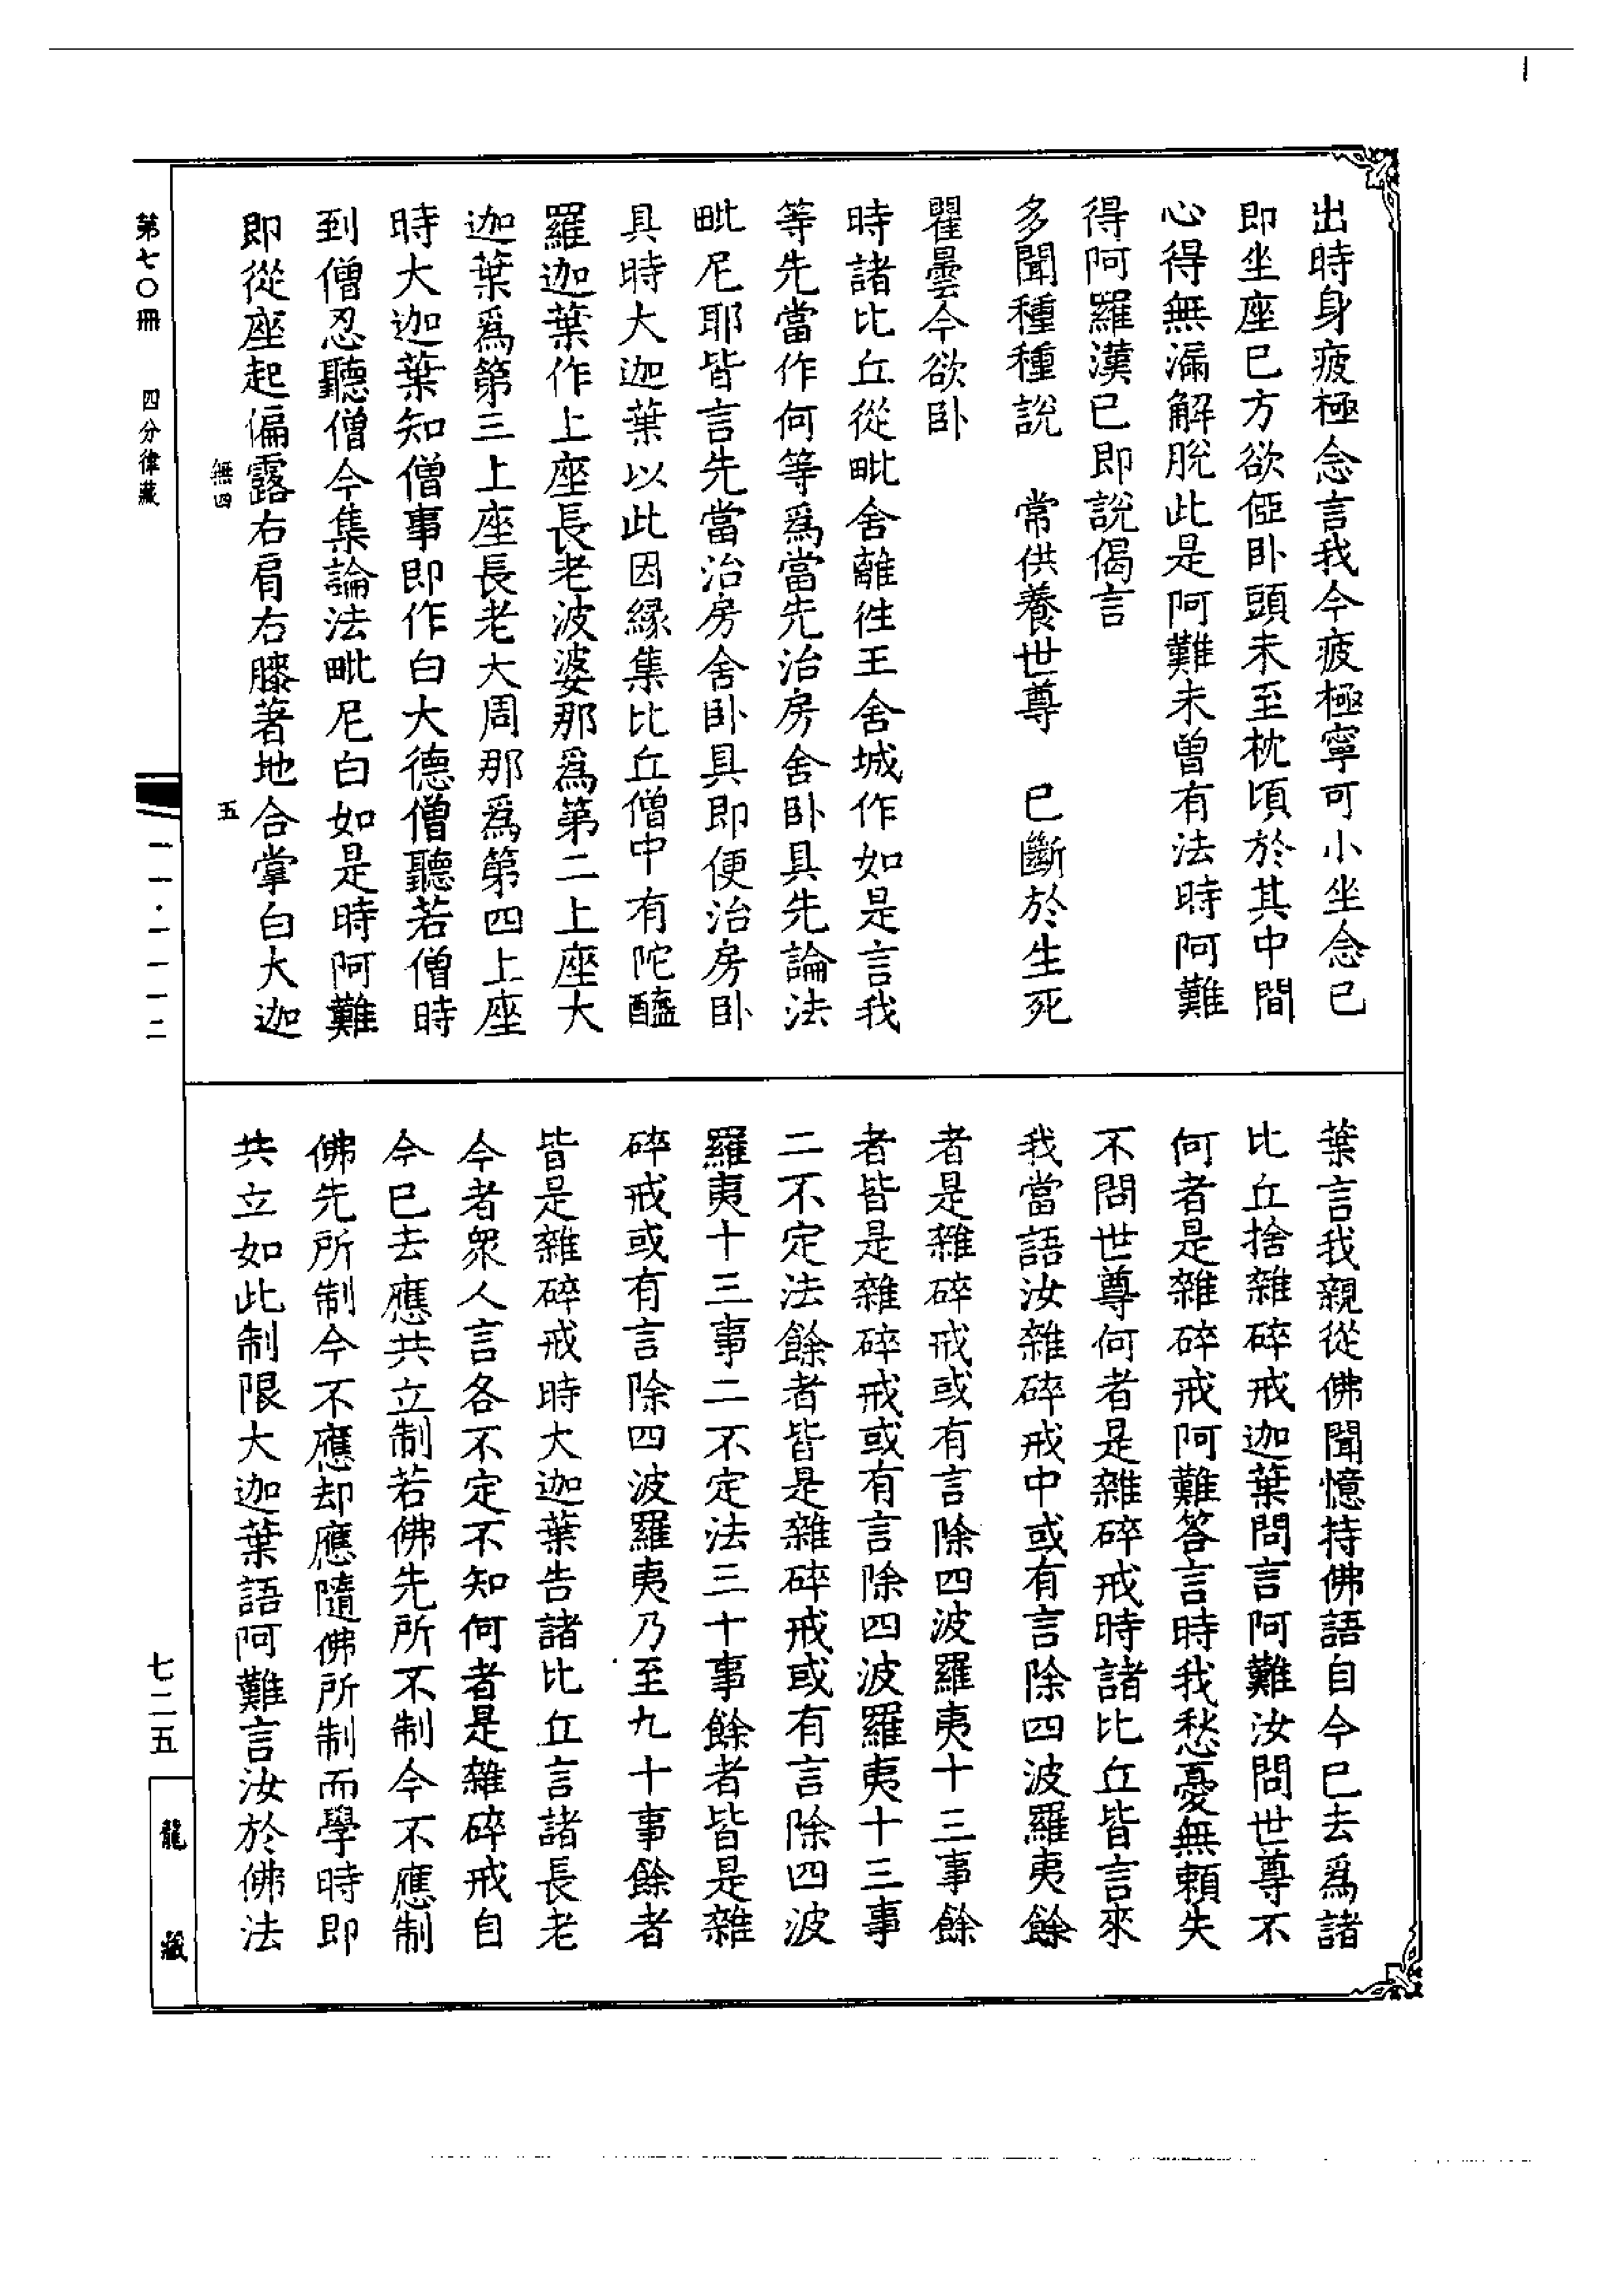 出時身疲極念言我今疲極寧可小坐念已
即坐座已方欲俹卧頭未至枕頃於其中間
心得無漏解脫此是阿難未曾有法時阿難
得阿羅漢已即說偈言
多聞種種說　常供養世尊　已斷於生死
瞿曇今欲卧
時諸比丘從毗舍離往王舍城作如是言我
等先當作何等爲當先治房舍卧具先論法
毗尼耶皆言先當治房舍卧具即便治房卧
具時大迦葉以此因緣集比丘僧中有陀醯
羅迦葉作上座長老波婆那爲第二上座大
迦葉爲第三上座長老大周那爲第四上座
時大迦葉知僧事即作白大德僧聽若僧時
到僧忍聽僧今集論法毗尼白如是時阿難
即從座起偏露右肩右膝著地合掌白大迦
無四　五
葉言我親從佛聞憶持佛語自今已去爲諸
比丘捨雜碎戒迦葉問言阿難汝問世尊不
何者是雜碎戒阿難答言時我愁憂無賴失
不問世尊何者是雜碎戒時諸比丘皆言來
我當語汝雜碎戒中或有言除四波羅夷餘
者是雜碎戒或有言除四波羅夷十三事餘
者皆是雜碎戒或有言除四波羅夷十三事
二不定法餘者皆是雜碎戒或有言除四波
羅夷十三事二不定法三十事餘者皆是雜
碎戒或有言除四波羅夷乃至九十事餘者
皆是雜碎戒時大迦葉告諸比丘言諸長老
今者衆人言各不定不知何者是雜碎戒自
今已去應共立制若佛先所不制今不應制
佛先所制今不應却應隨佛所制而學時即
共立如此制限大迦葉語阿難言汝於佛法
第七〇冊　四分律藏
一一·一一一二
七二五
龍藏